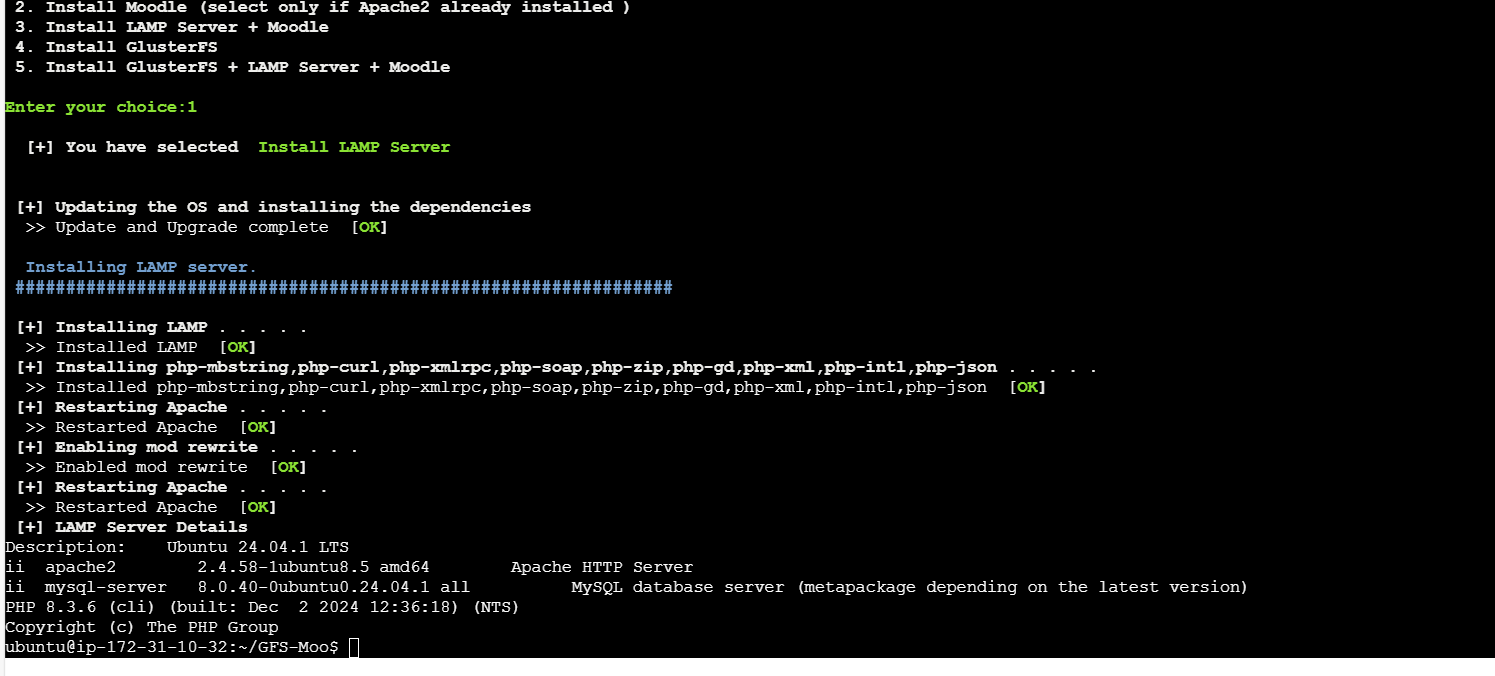 2. Install Moodle (select only if Apache2 already installed )
3. Install LAMP Server + Moodle
4. Install GlusterFS
5. Install GlusterFS + LAMP Server + Moodle
Enter your choice:1
[+] You have selected  Install LAMP Server
[+] Updating the OS and installing the dependencies
>> Update and Upgrade complete  [OK]
Installing LAMP server.
#################################################################
[+] Installing LAMP . . . . .
>> Installed LAMP  [OK]
[+] Installing php-mbstring,php-curl,php-xmlrpc,php-soap,php-zip,php-gd,php-xml,php-intl,php-json . . . . .
>> Installed php-mbstring,php-curl,php-xmlrpc,php-soap,php-zip,php-gd,php-xml,php-intl,php-json  [OK]
[+] Restarting Apache . . . . .
>> Restarted Apache  [OK]
[+] Enabling mod rewrite . . . . .
>> Enabled mod rewrite  [OK]
[+] Restarting Apache . . . . .
>> Restarted Apache  [OK]
[+] LAMP Server Details
Description:    Ubuntu 24.04.1 LTS
ii  apache2        2.4.58-1ubuntu8.5 amd64        Apache HTTP Server
ii  mysql-server   8.0.40-0ubuntu0.24.04.1 all          MySQL database server (metapackage depending on the latest version)
PHP 8.3.6 (cli) (built: Dec  2 2024 12:36:18) (NTS)
Copyright (c) The PHP Group
ubuntu@ip-172-31-10-32:~/GFS-Moo$